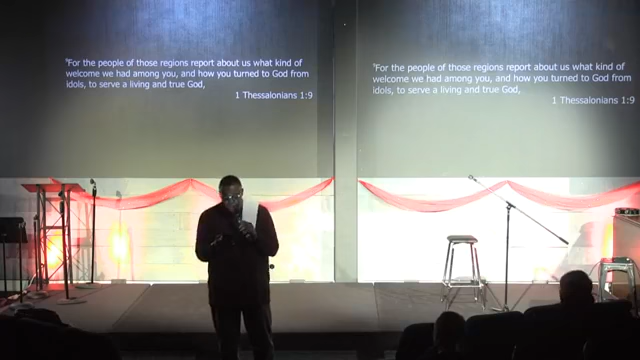 "For the people of those regions report about us what kind of
welcome we had among you, and how you turned to God from
idols, to serve a living and true God,
1 Thessalonians 1:9
"For the people of those regions report about us what kind of
welcome we had among you, and how you turned to God from
idols, to serve a living and true God,
1 Thessalonians 1:9